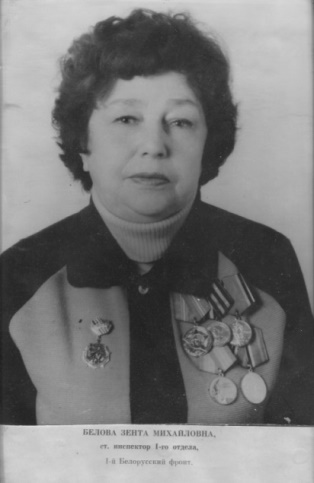 БЕЛОВА ЗЕНТА МИХАЙЛОВНА,
ст. инспектор 1-го отдела,
1-й Белорусский фронт.